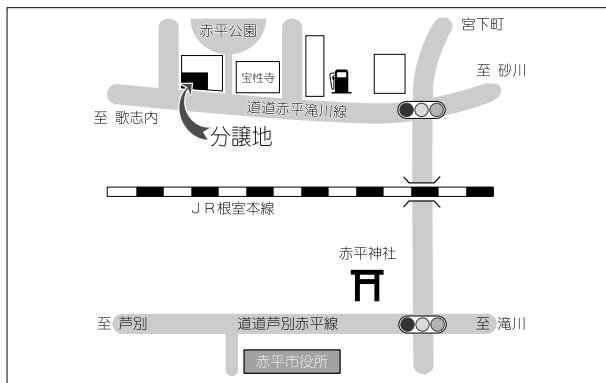 赤平公園
宮下町
宝性寺
至 砂川
道道赤平滝川線
至 歌志内
分譲地
ＪＲ根室本線
赤平神社
至 芦別
道道芦別赤平線
至 滝川
赤平市役所